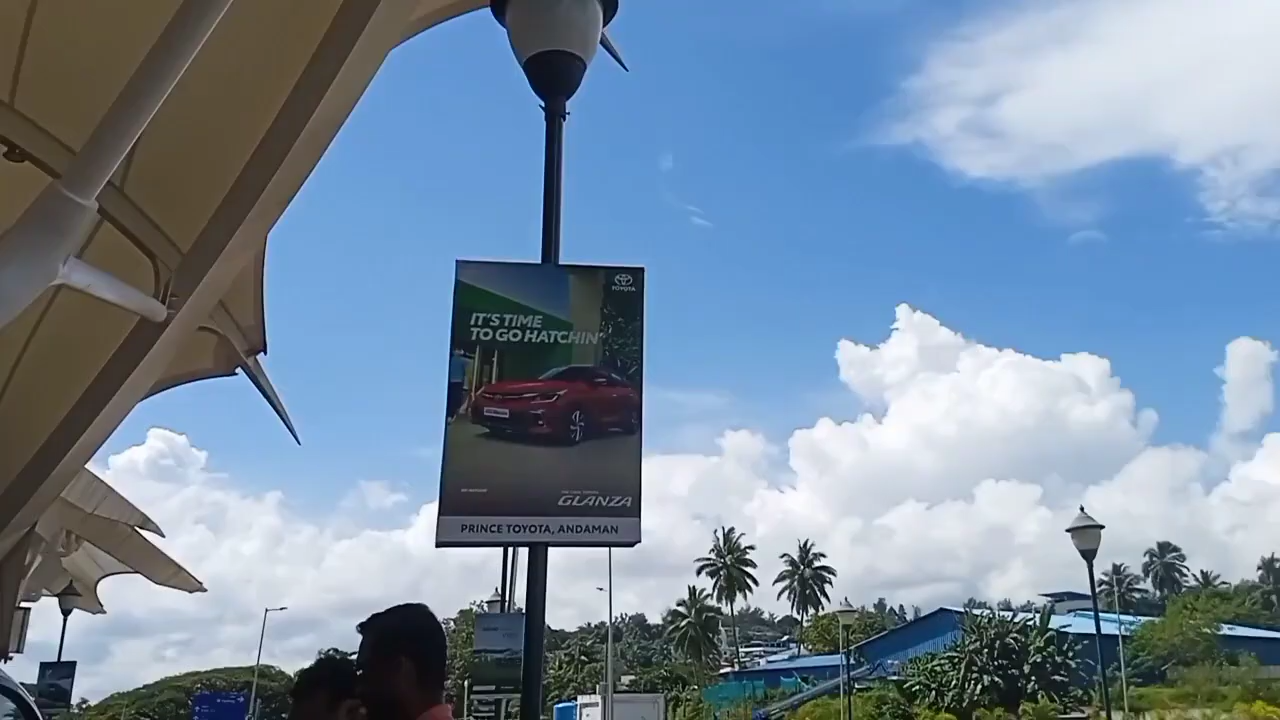 TOYOTA
IT'S TIME
TO GO HATCHIN'
GLANZA
PRINCE TOYOTA, ANDAMAN